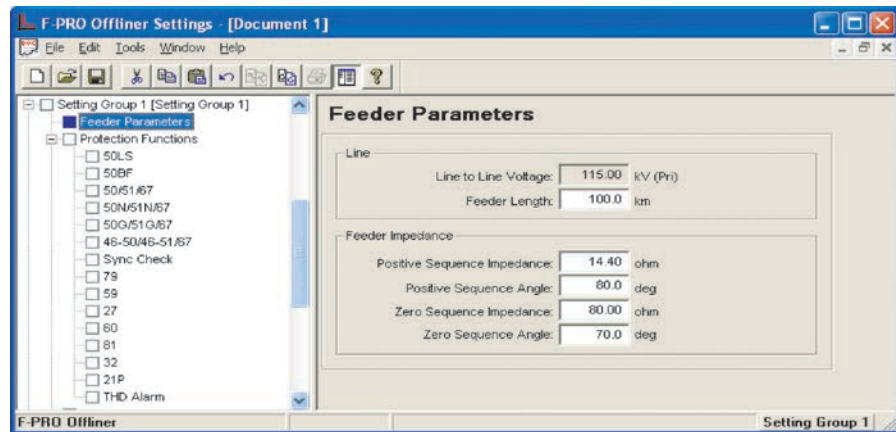 F-PRO Offliner Settings - [Document 1]
File Edit Tools Window Help
Setting Group 1 [Setting Group 1]
Feeder Parameters
Protection Functions
50LS
50BF
50/51/67
50N/51N/67
50G/51G/67
46-50/46-51/67
Sync Check
79
59
27
60
81
32
21P
THD Alarm
Feeder Parameters
Line
Line to Line Voltage: 115.00 kV (Pri)
Feeder Length: 100.0 km
Feeder Impedance
Positive Sequence Impedance: 14.40 ohm
Positive Sequence Angle: 80.0 deg
Zero Sequence Impedance: 80.00 ohm
Zero Sequence Angle: 70.0 deg
F-PRO Offliner
Setting Group 1